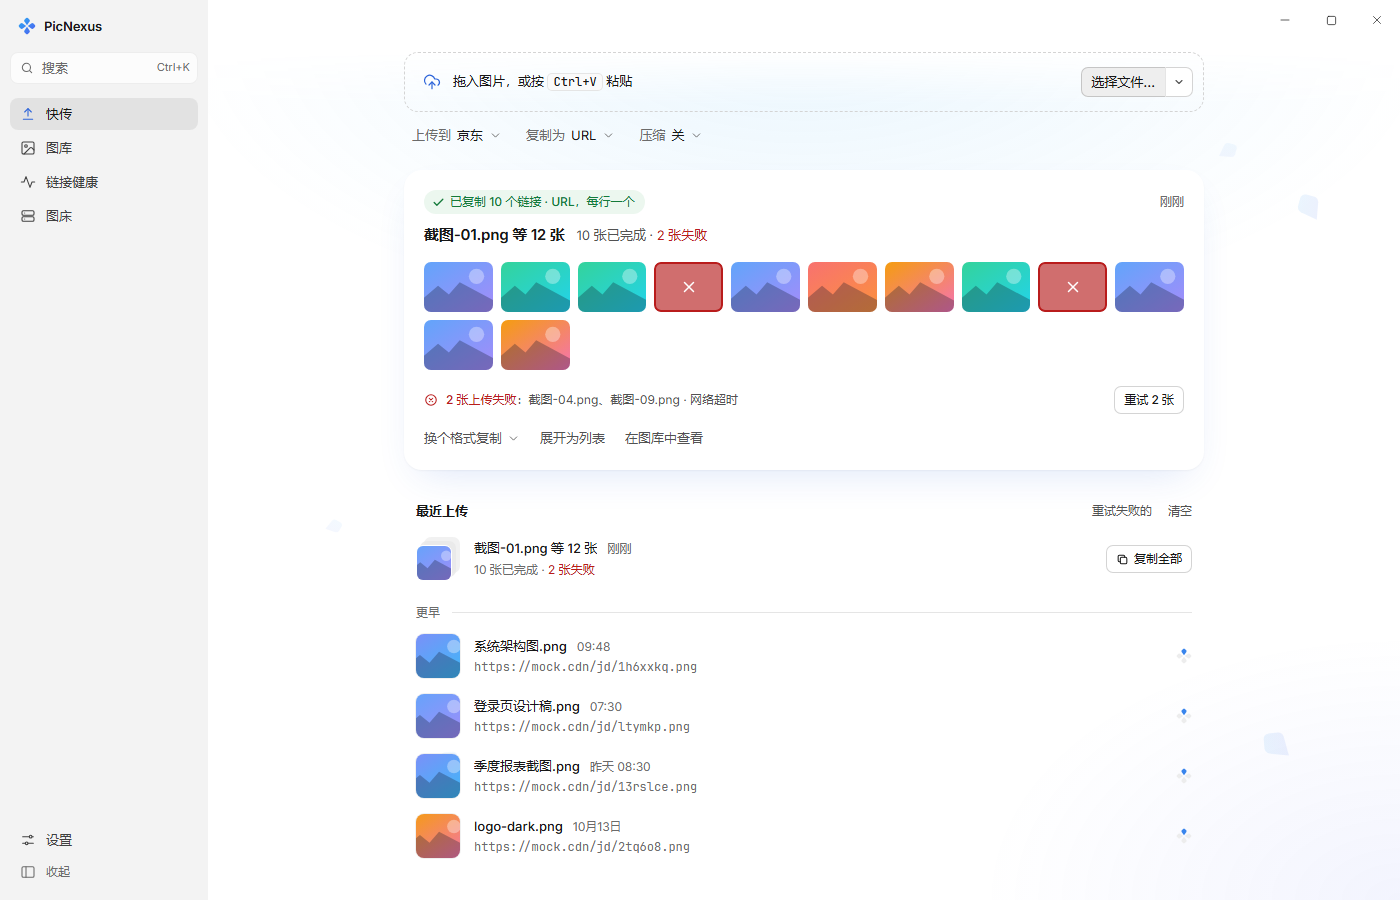 PicNexus
搜索 Ctrl+K
快传
图库
链接健康
图床
设置
收起
拖入图片，或按 Ctrl+V 粘贴
选择文件...
上传到 京东 复制为 URL 压缩 关
已复制 10 个链接 · URL，每行一个
刚刚
截图-01.png 等 12 张 10 张已完成 · 2 张失败
2 张上传失败：截图-04.png、截图-09.png · 网络超时
重试 2 张
换个格式复制 展开为列表 在图库中查看
最近上传
重试失败的 清空
截图-01.png 等 12 张 刚刚
10 张已完成 · 2 张失败
复制全部
更早
系统架构图.png 09:48
https://mock.cdn/jd/1h6xxkq.png
登录页设计稿.png 07:30
https://mock.cdn/jd/ltymkp.png
季度报表截图.png 昨天 08:30
https://mock.cdn/jd/13rslce.png
logo-dark.png 10月13日
https://mock.cdn/jd/2tq6o8.png